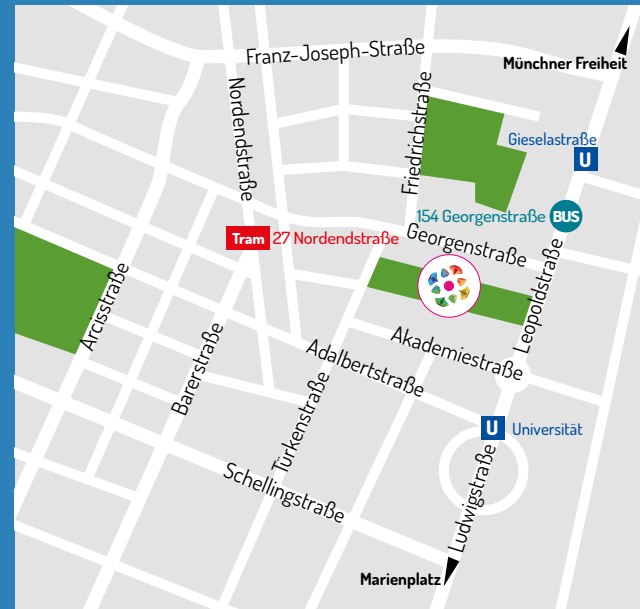 Franz-Joseph-Straße
Münchner Freiheit
Nordendstraße
Friedrichstraße
Gieselastraße
U
154 Georgenstraße BUS
Tram 27 Nordendstraße
Georgenstraße
Arcisstraße
Leopoldstraße
Barerstraße
Adalbertstraße
Akademiestraße
Türkenstraße
U Universität
Schellingstraße
Ludwigstraße
Marienplatz